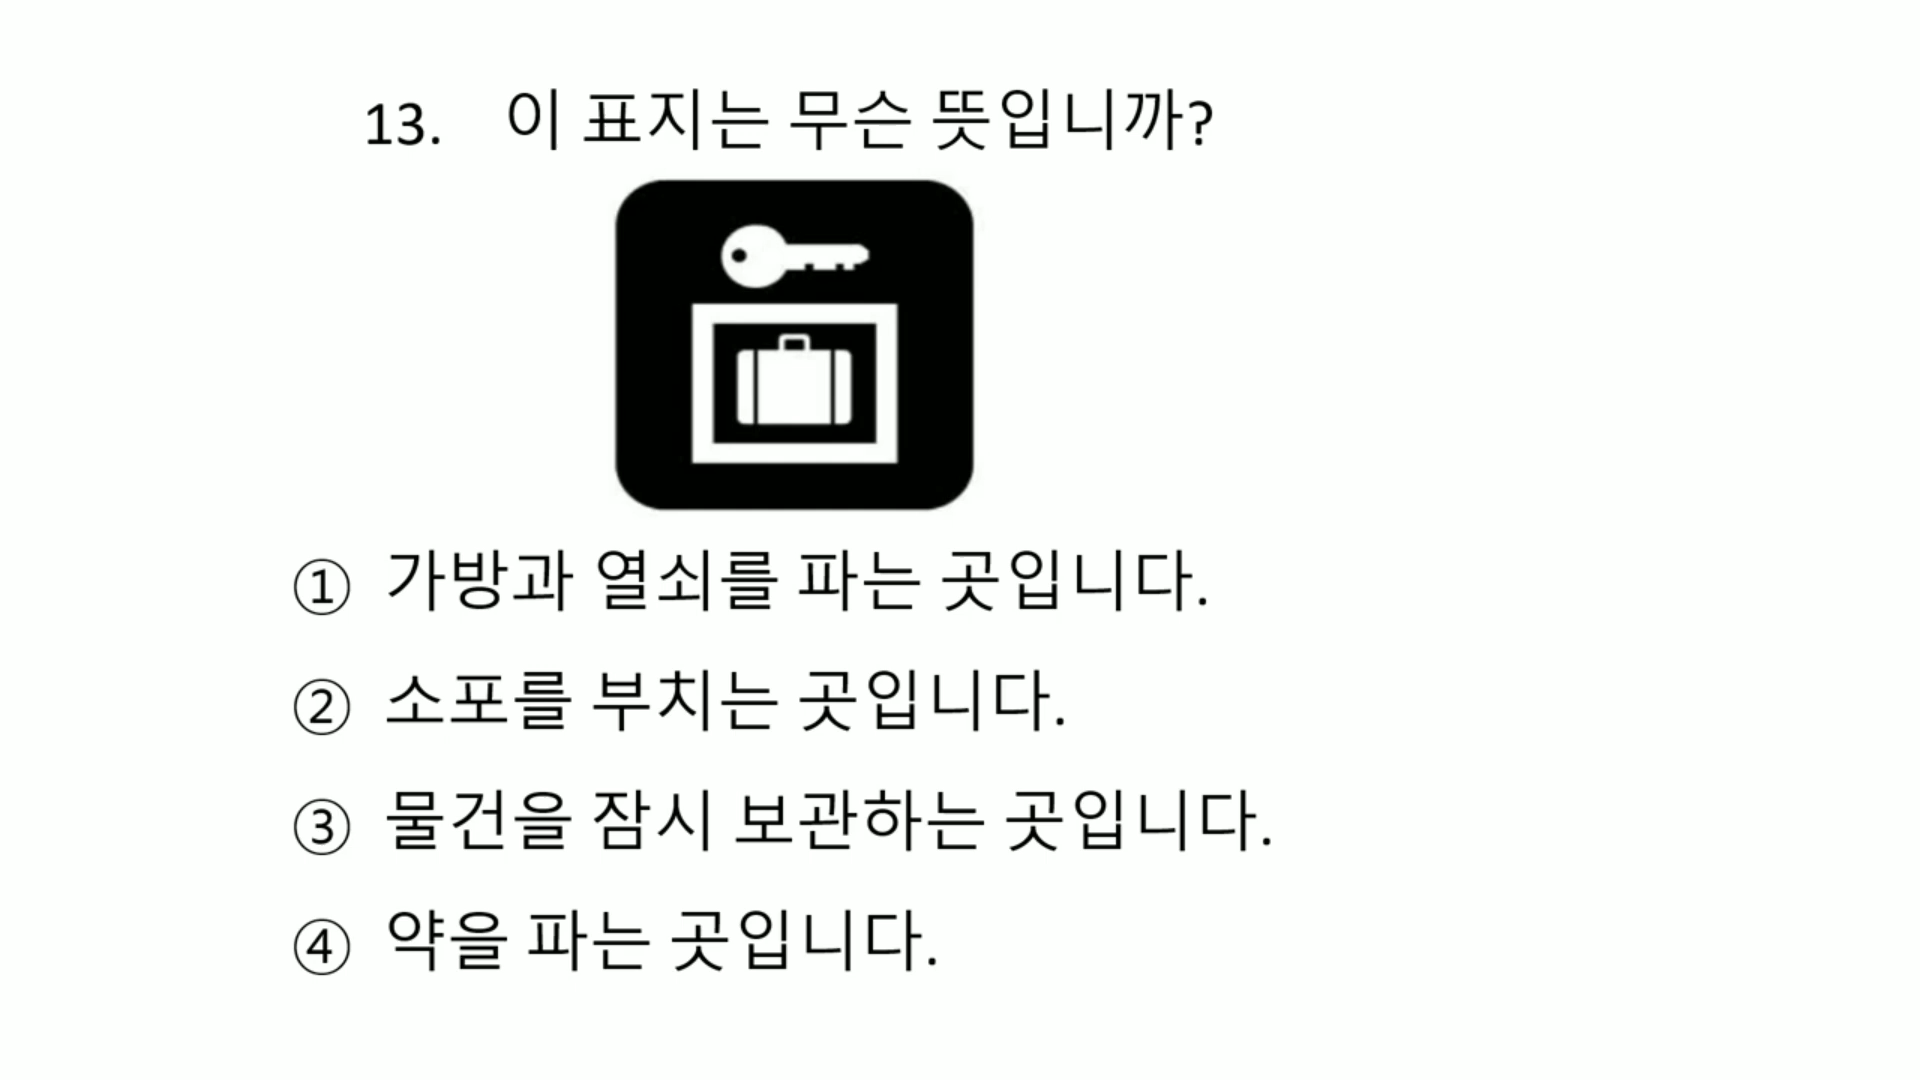 13. 이 표지는 무슨 뜻입니까?
① 가방과 열쇠를 파는 곳입니다.
② 소포를 부치는 곳입니다.
③ 물건을 잠시 보관하는 곳입니다.
④ 약을 파는 곳입니다.